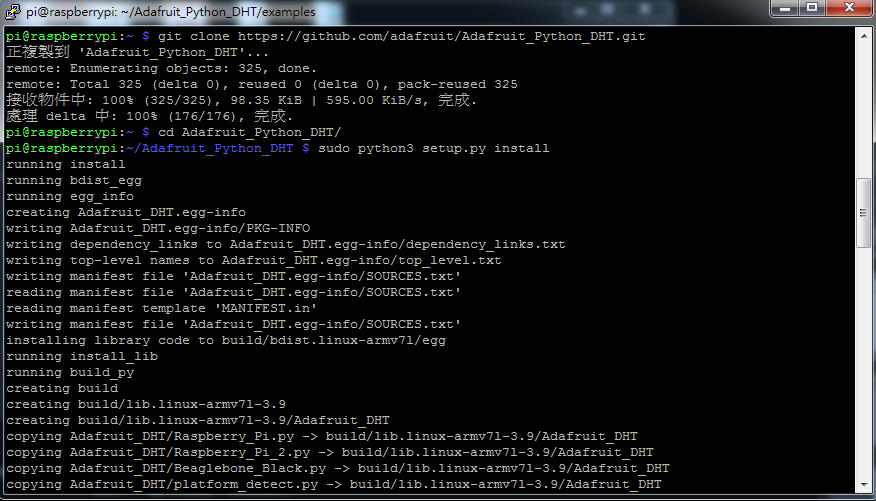 pi@raspberrypi: ~/Adafruit_Python_DHT/examples
pi@raspberrypi:~ $ git clone https://github.com/adafruit/Adafruit_Python_DHT.git
正複製到 'Adafruit_Python_DHT'...
remote: Enumerating objects: 325, done.
remote: Total 325 (delta 0), reused 0 (delta 0), pack-reused 325
接收物件中: 100% (325/325), 98.35 KiB | 595.00 KiB/s, 完成.
處理 delta 中: 100% (176/176), 完成.
pi@raspberrypi:~ $ cd Adafruit_Python_DHT/
pi@raspberrypi:~/Adafruit_Python_DHT $ sudo python3 setup.py install
running install
running bdist_egg
running egg_info
creating Adafruit_DHT.egg-info
writing Adafruit_DHT.egg-info/PKG-INFO
writing dependency_links to Adafruit_DHT.egg-info/dependency_links.txt
writing top-level names to Adafruit_DHT.egg-info/top_level.txt
writing manifest file 'Adafruit_DHT.egg-info/SOURCES.txt'
reading manifest file 'Adafruit_DHT.egg-info/SOURCES.txt'
reading manifest template 'MANIFEST.in'
writing manifest file 'Adafruit_DHT.egg-info/SOURCES.txt'
installing library code to build/bdist.linux-armv7l/egg
running install_lib
running build_py
creating build
creating build/lib.linux-armv7l-3.9
creating build/lib.linux-armv7l-3.9/Adafruit_DHT
copying Adafruit_DHT/Raspberry_Pi.py -> build/lib.linux-armv7l-3.9/Adafruit_DHT
copying Adafruit_DHT/Raspberry_Pi_2.py -> build/lib.linux-armv7l-3.9/Adafruit_DHT
copying Adafruit_DHT/Beaglebone_Black.py -> build/lib.linux-armv7l-3.9/Adafruit_DHT
copying Adafruit_DHT/platform_detect.py -> build/lib.linux-armv7l-3.9/Adafruit_DHT